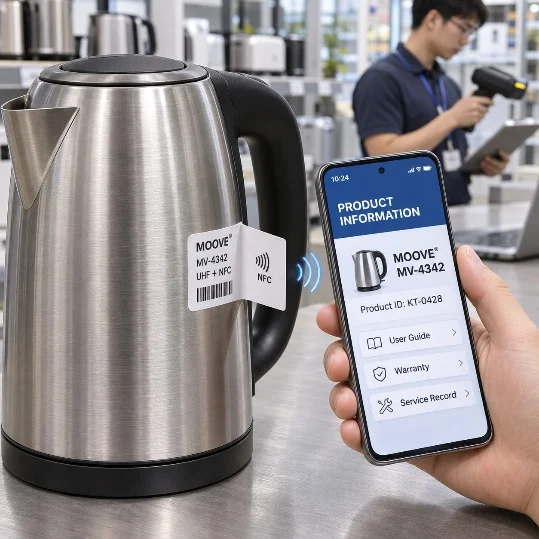 MOOVE®
MV-4342
UHF + NFC
NFC
10:24
PRODUCT
INFORMATION
MOOVE®
MV-4342
Product ID: KT-0428
User Guide
Warranty
Service Record